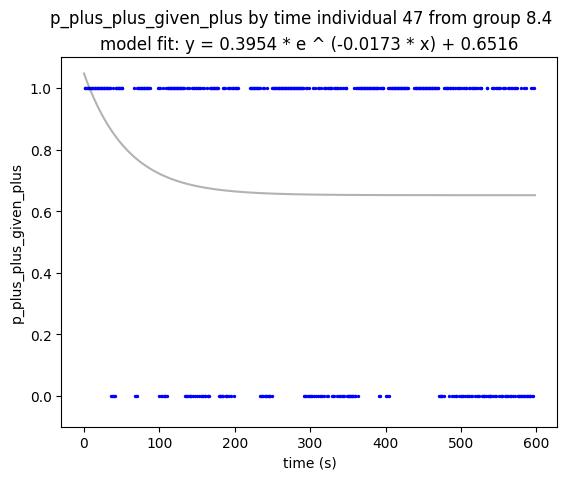 p_plus_plus_given_plus by time individual 47 from group 8.4
model fit: y = 0.3954 * e ^ (-0.0173 * x) + 0.6516
1.0
0.8
0.6
0.4
0.2
0.0
p_plus_plus_given_plus
0 100 200 300 400 500 600
time (s)